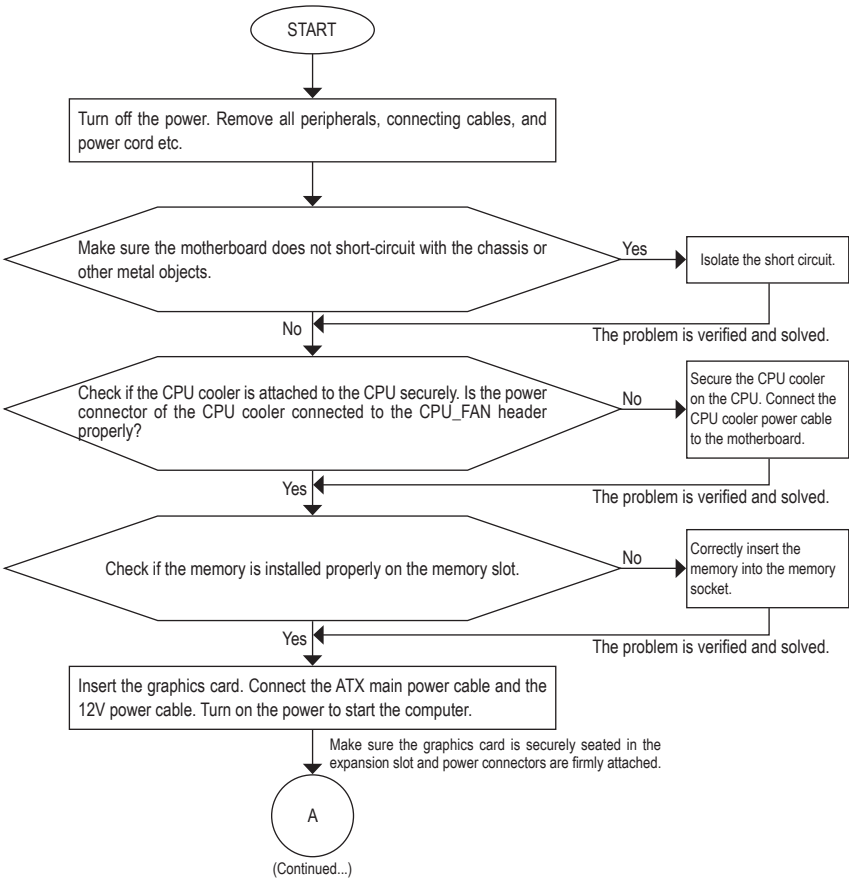 START
Turn off the power. Remove all peripherals, connecting cables, and
power cord etc.
Make sure the motherboard does not short-circuit with the chassis or
other metal objects.
Yes
Isolate the short circuit.
No
The problem is verified and solved.
Check if the CPU cooler is attached to the CPU securely. Is the power
connector of the CPU cooler connected to the CPU_FAN header
properly?
No
Secure the CPU cooler
on the CPU. Connect the
CPU cooler power cable
to the motherboard.
Yes
The problem is verified and solved.
Check if the memory is installed properly on the memory slot.
No
Correctly insert the
memory into the memory
socket.
Yes
The problem is verified and solved.
Insert the graphics card. Connect the ATX main power cable and the
12V power cable. Turn on the power to start the computer.
Make sure the graphics card is securely seated in the
expansion slot and power connectors are firmly attached.
A
(Continued...)